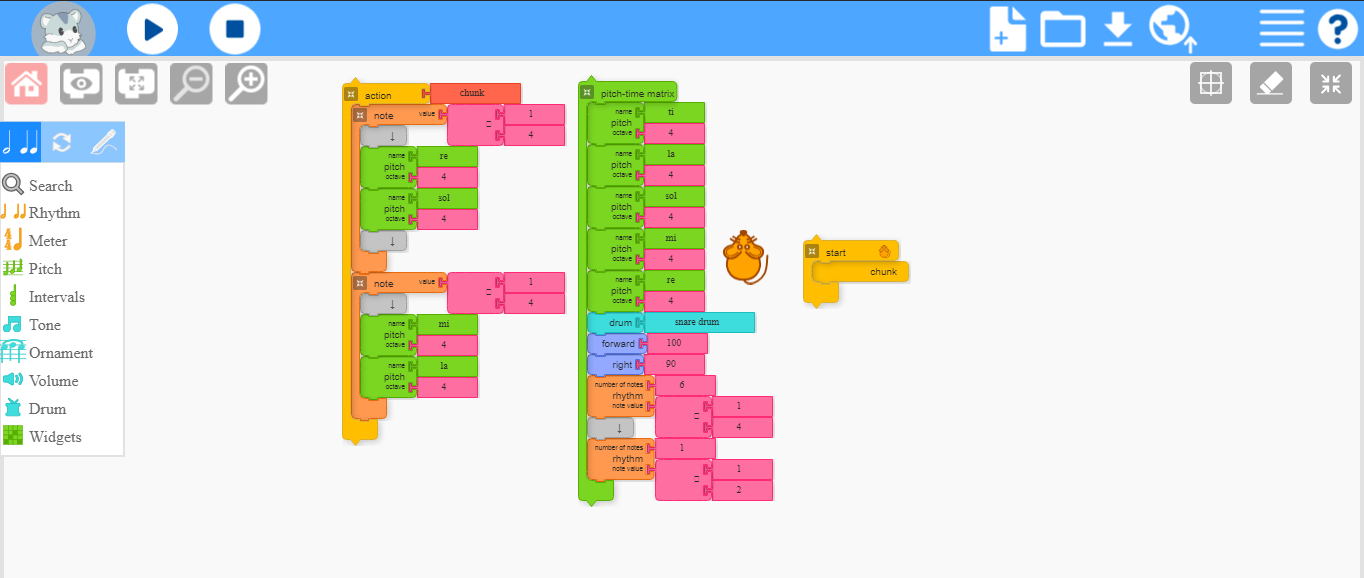 Search
Rhythm
Meter
Pitch
Intervals
Tone
Ornament
Volume
Drum
Widgets
action chunk
note value 1
4
name re
pitch
octave 4
name sol
pitch
octave 4
note value 1
4
name mi
pitch
octave 4
name la
pitch
octave 4
pitch-time matrix
name ti
pitch
octave 4
name la
pitch
octave 4
name sol
pitch
octave 4
name mi
pitch
octave 4
name re
pitch
octave 4
drum snare drum
forward 100
right 90
number of notes 6
rhythm
note value 1
4
number of notes 1
rhythm
note value 1
2
start
chunk